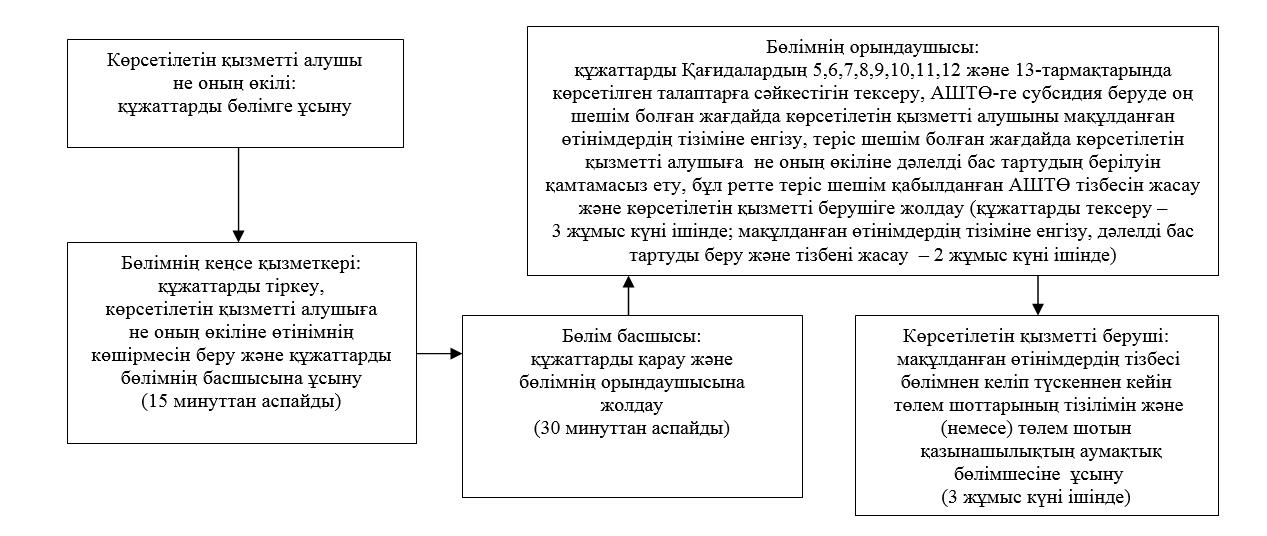 Көрсетілетін қызметті алушы
не оның өкілі:
құжаттарды бөлімге ұсыну
Бөлімнің кеңсе қызметкері:
құжаттарды тіркеу,
көрсетілетін қызметті алушыға
не оның өкіліне өтінімнің
көшірмесін беру және құжаттарды
бөлімнің басшысына ұсыну
(15 минуттан аспайды)
Бөлім басшысы:
құжаттарды қарау және
бөлімнің орындаушысына
жолдау
(30 минуттан аспайды)
Бөлімнің орындаушысы:
құжаттарды Қағидалардың 5,6,7,8,9,10,11,12 және 13-тармақтарында
көрсетілген талаптарға сәйкестігін тексеру, АШТӨ-ге субсидия беруде оң
шешім болған жағдайда көрсетілетін қызметті алушыны мақұлданған
өтінімдердің тізіміне енгізу, теріс шешім болған жағдайда көрсетілетін
қызметті алушыға не оның өкіліне дәлелді бас тартудың берілуін
қамтамасыз ету, бұл ретте теріс шешім қабылданған АШТӨ тізбесін жасау
және көрсетілетін қызметті берушіге жолдау (құжаттарды тексеру –
3 жұмыс күні ішінде; мақұлданған өтінімдердің тізіміне енгізу, дәлелді бас
тартуды беру және тізбені жасау – 2 жұмыс күні ішінде)
Көрсетілетін қызметті беруші:
мақұлданған өтінімдердің тізбесі
бөлімнен келіп түскеннен кейін
төлем шоттарының тізілімін және
(немесе) төлем шотын
қазынашылықтың аумақтық
бөлімшесіне ұсыну
(3 жұмыс күні ішінде)